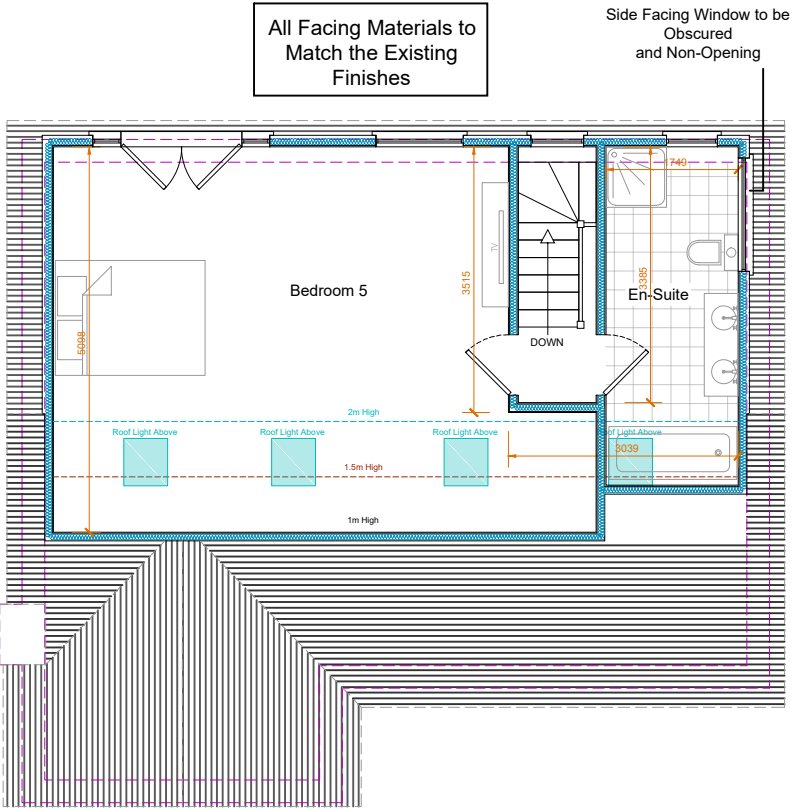 All Facing Materials to
Match the Existing
Finishes
Side Facing Window to be
Obscured
and Non-Opening
1740
TV
3515
3385
Bedroom 5
En-Suite
5098
DOWN
2m High
Roof Light Above
Roof Light Above
Roof Light Above
Roof Light Above
3039
1.5m High
1m High